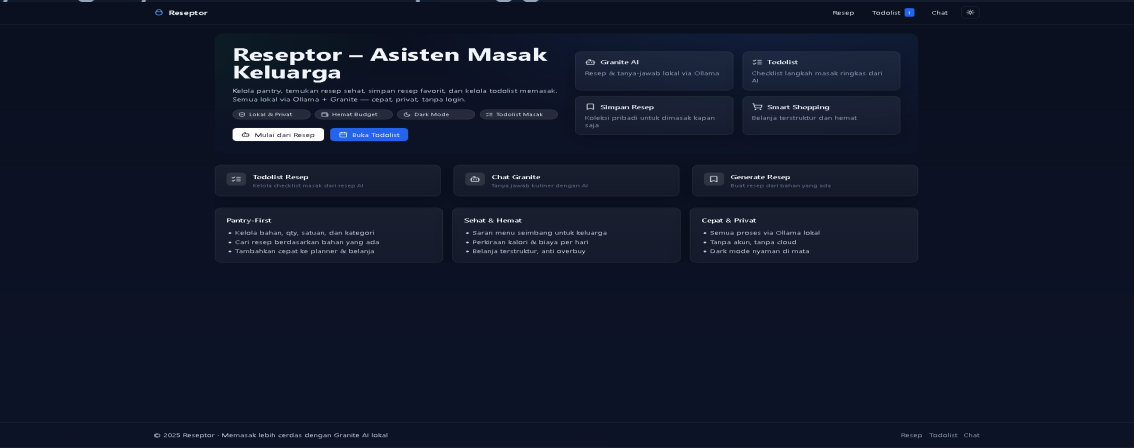 Reseptor
Resep Todolist 1 Chat
Reseptor – Asisten Masak
Keluarga
Kelola pantry, temukan resep sehat, simpan resep favorit, dan kelola todolist memasak.
Semua lokal via Ollama + Granite — cepat, privat, tanpa login.
Lokal & Privat
Hemat Budget
Dark Mode
Todolist Masak
Mulai dari Resep
Buka Todolist
Granite AI
Resep & tanya-jawab lokal via Ollama
Todolist
Checklist langkah masak ringkas dari
AI
Simpan Resep
Koleksi pribadi untuk dimasak kapan
saja
Smart Shopping
Belanja terstruktur dan hemat
Todolist Resep
Kelola checklist masak dari resep AI
Chat Granite
Tanya jawab kuliner dengan AI
Generate Resep
Buat resep dari bahan yang ada
Pantry-First
• Kelola bahan, qty, satuan, dan kategori
• Cari resep berdasarkan bahan yang ada
• Tambahkan cepat ke planner & belanja
Sehat & Hemat
• Saran menu seimbang untuk keluarga
• Perkiraan kalori & biaya per hari
• Belanja terstruktur, anti overbuy
Cepat & Privat
• Semua proses via Ollama lokal
• Tanpa akun, tanpa cloud
• Dark mode nyaman di mata
© 2025 Reseptor · Memasak lebih cerdas dengan Granite AI lokal
Resep Todolist Chat